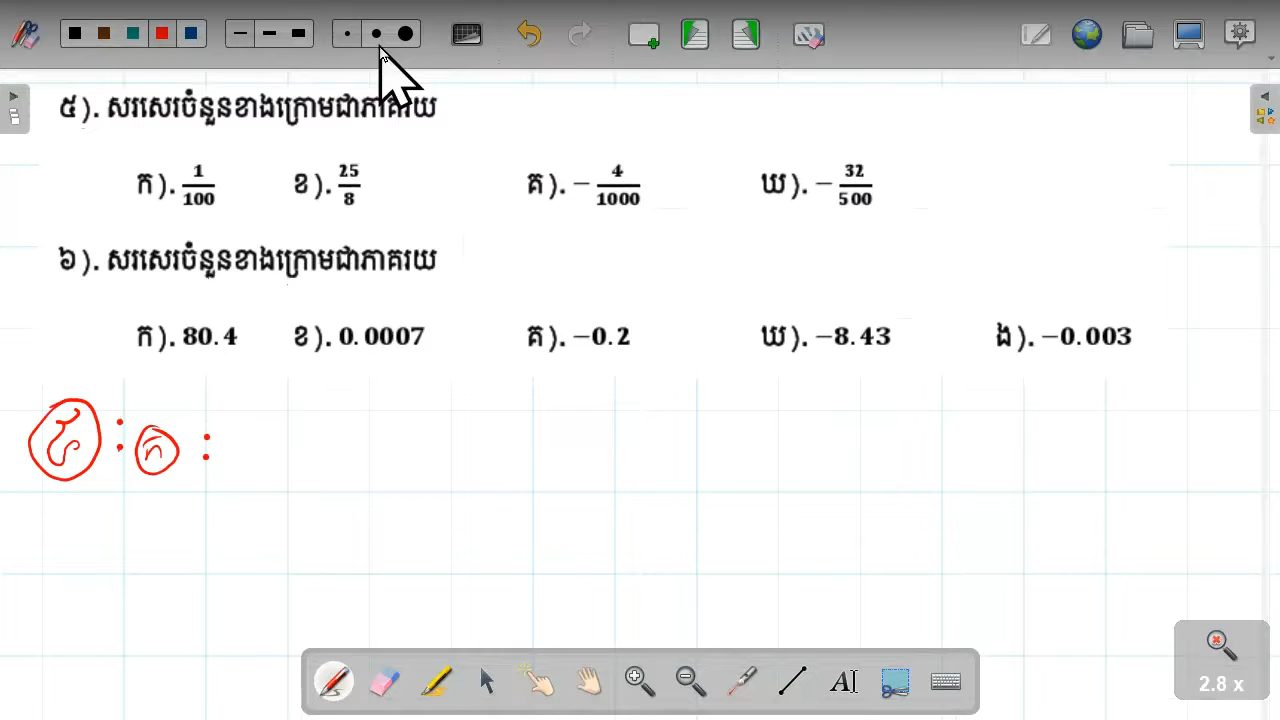 ៥). សរសេរចំនួនខាងក្រោមជាភាគរយ
ក). 1/100 ខ). 25/8 គ). − 4/1000 ឃ). − 32/500
៦). សរសេរចំនួនខាងក្រោមជាភាគរយ
ក). 80.4 ខ). 0.0007 គ). −0.2 ឃ). −8.43 ង). −0.003
៥ : ក :
2.8 x